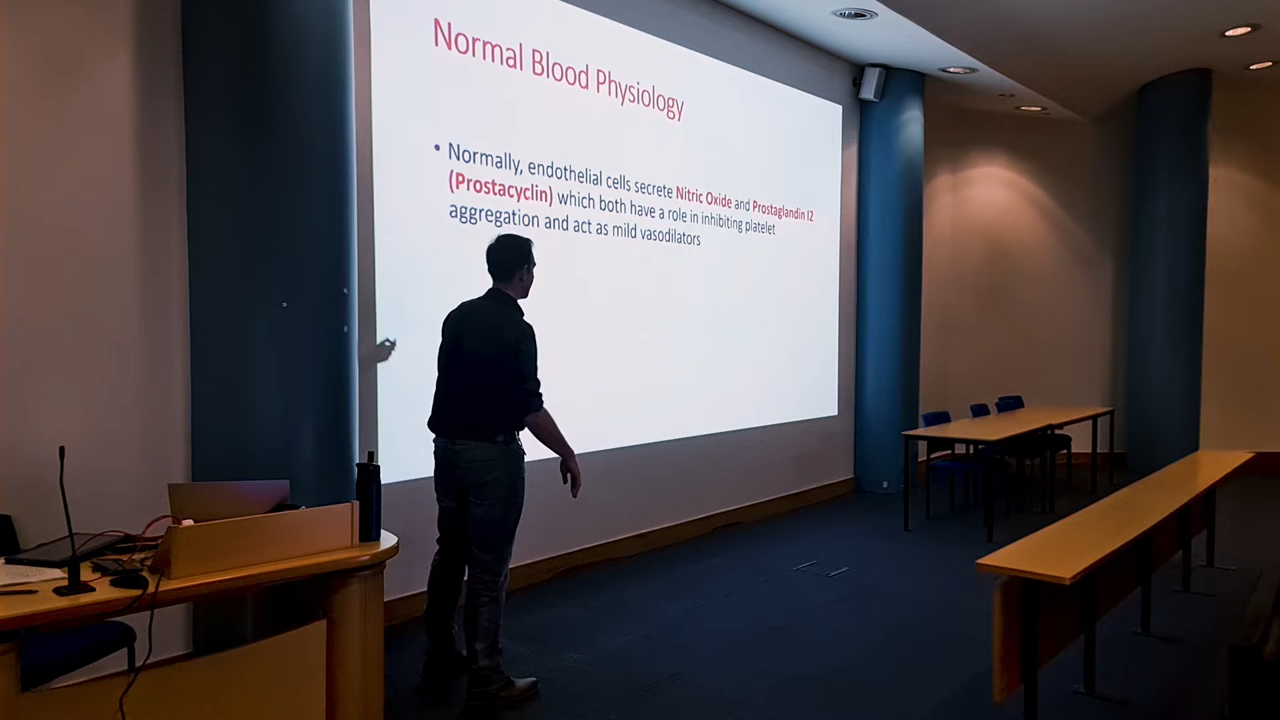 Normal Blood Physiology
• Normally, endothelial cells secrete Nitric Oxide and Prostaglandin I2
(Prostacyclin) which both have a role in inhibiting platelet
aggregation and act as mild vasodilators